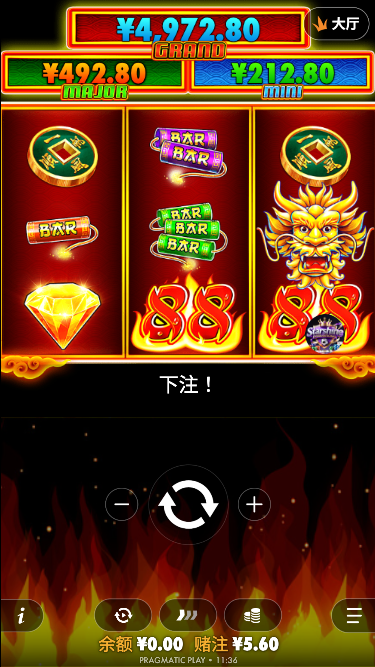 ¥4,972.80
GRAND
大厅
¥492.80
MAJOR
¥212.80
MINI
BAR
BAR
BAR
BAR
BAR
BAR
88
88
Starshine
下注！
余额 ¥0.00 赌注 ¥5.60
PRAGMATIC PLAY • 11:36